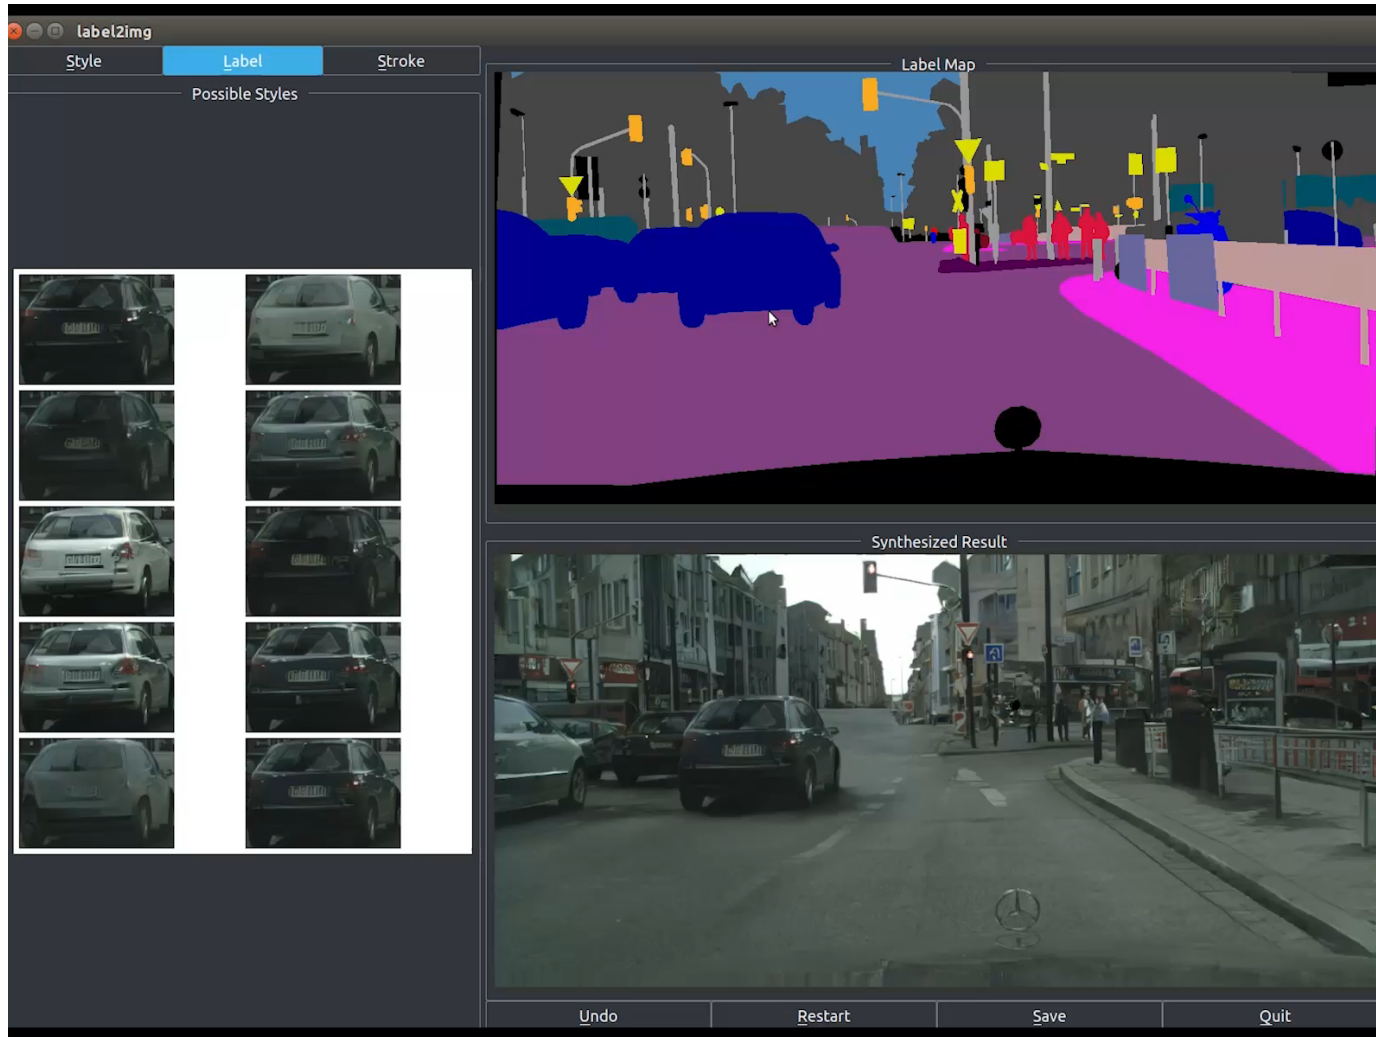 label2img
Style
Label
Stroke
Possible Styles
Label Map
Synthesized Result
Undo
Restart
Save
Quit